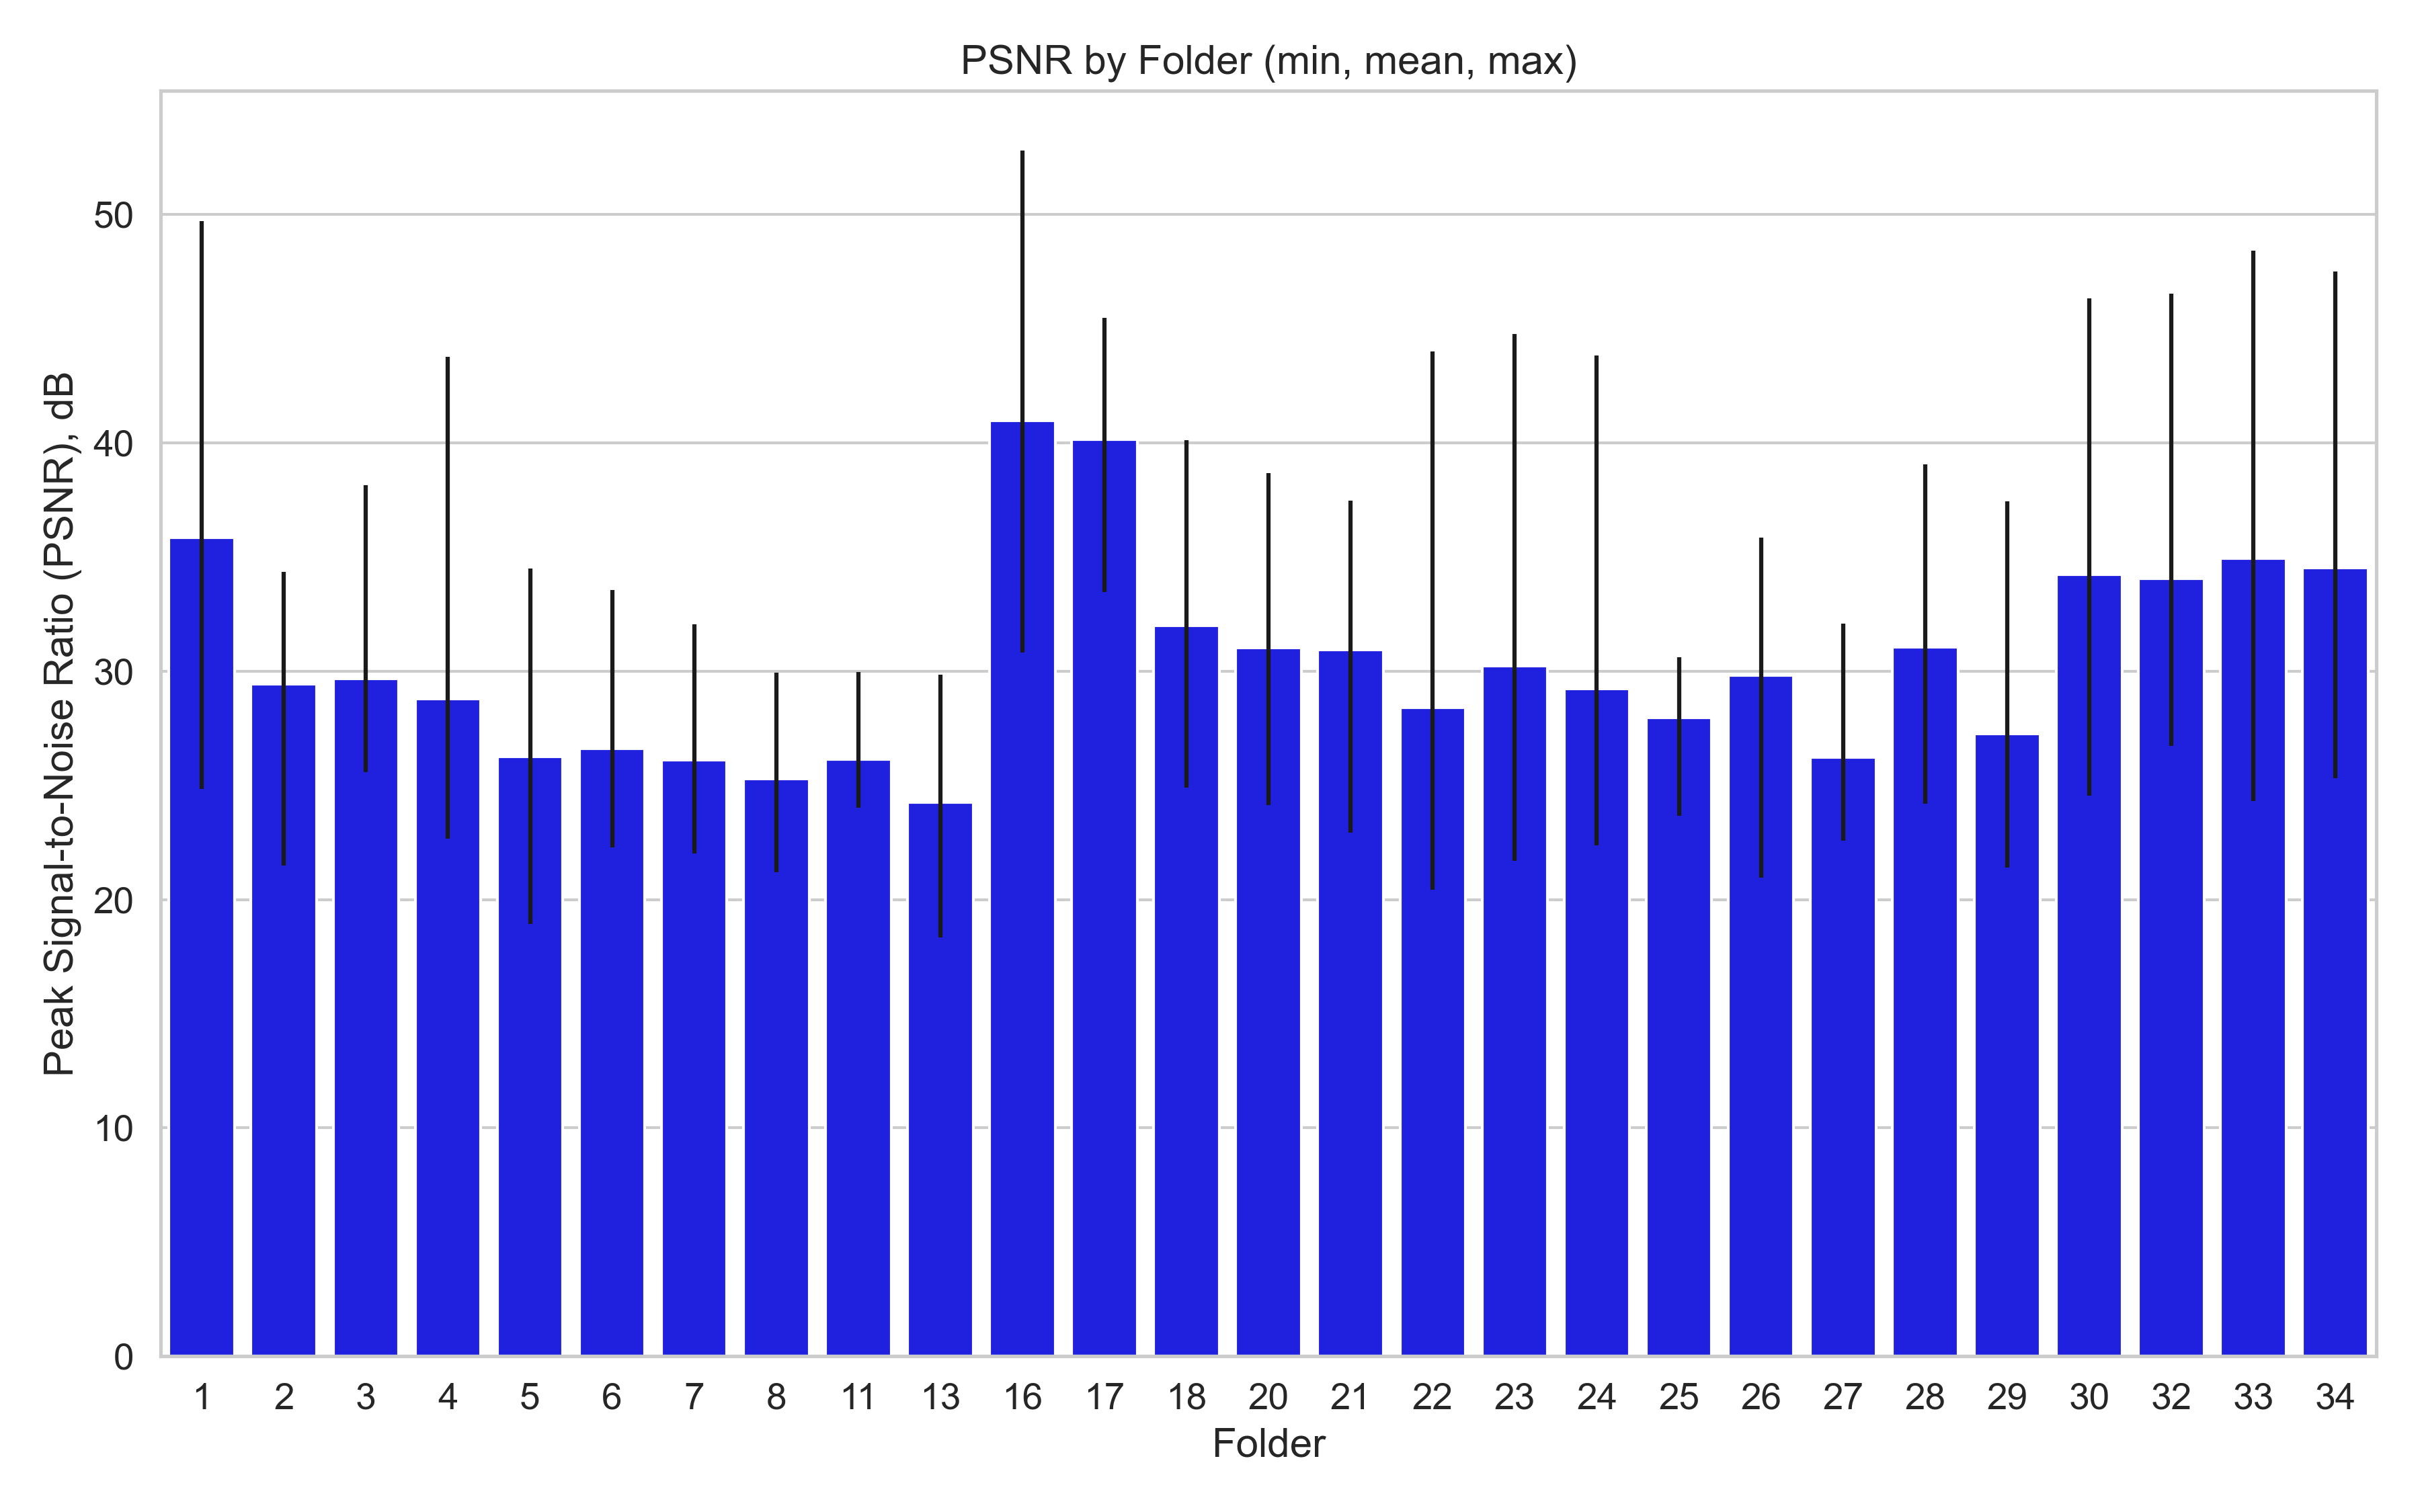 PSNR by Folder (min, mean, max)
Peak Signal-to-Noise Ratio (PSNR), dB
50
40
30
20
10
0
1 2 3 4 5 6 7 8 11 13 16 17 18 20 21 22 23 24 25 26 27 28 29 30 32 33 34
Folder